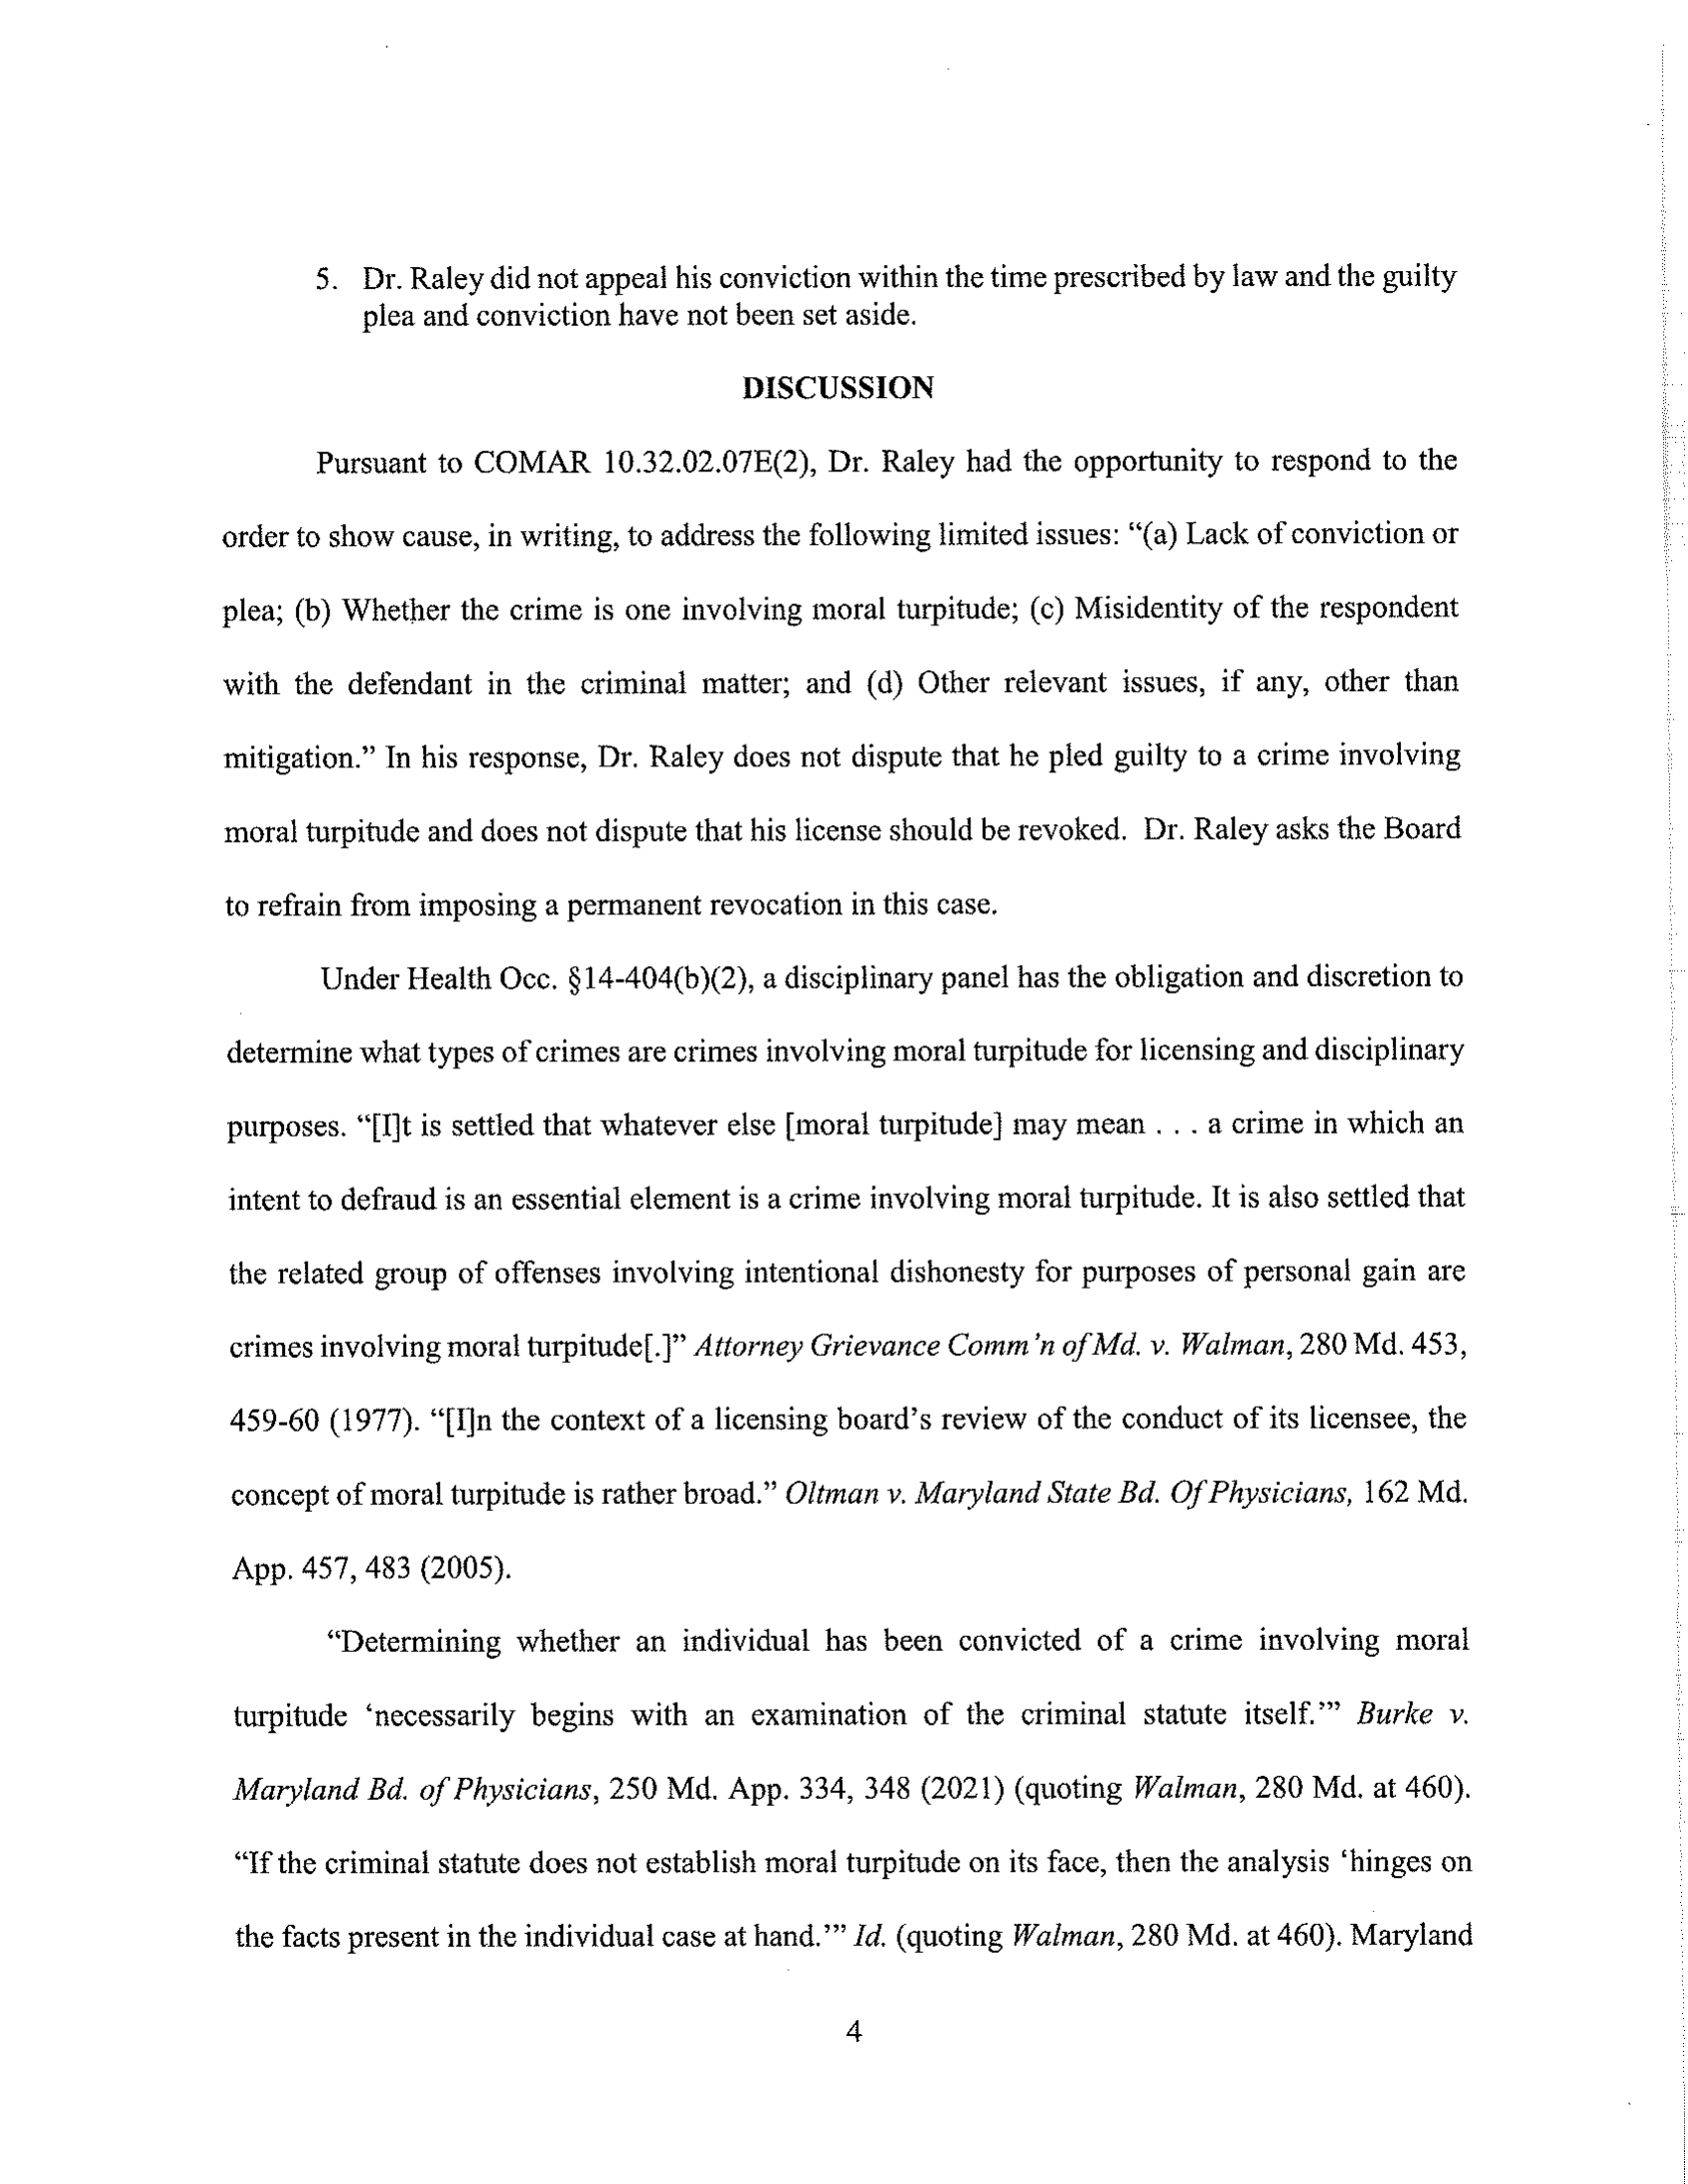 5. Dr. Raley did not appeal his conviction within the time prescribed by law and the guilty
plea and conviction have not been set aside.
DISCUSSION
Pursuant to COMAR 10.32.02.07E(2), Dr. Raley had the opportunity to respond to the
order to show cause, in writing, to address the following limited issues: “(a) Lack of conviction or
plea; (b) Whether the crime is one involving moral turpitude; (c) Misidentity of the respondent
with the defendant in the criminal matter; and (d) Other relevant issues, if any, other than
mitigation.” In his response, Dr. Raley does not dispute that he pled guilty to a crime involving
moral turpitude and does not dispute that his license should be revoked. Dr. Raley asks the Board
to refrain from imposing a permanent revocation in this case.
Under Health Occ. §14-404(b)(2), a disciplinary panel has the obligation and discretion to
determine what types of crimes are crimes involving moral turpitude for licensing and disciplinary
purposes. “[I]t is settled that whatever else [moral turpitude] may mean . . . a crime in which an
intent to defraud is an essential element is a crime involving moral turpitude. It is also settled that
the related group of offenses involving intentional dishonesty for purposes of personal gain are
crimes involving moral turpitude[.]” Attorney Grievance Comm’n of Md. v. Walman, 280 Md. 453,
459-60 (1977). “[I]n the context of a licensing board’s review of the conduct of its licensee, the
concept of moral turpitude is rather broad.” Oltman v. Maryland State Bd. Of Physicians, 162 Md.
App. 457, 483 (2005).
“Determining whether an individual has been convicted of a crime involving moral
turpitude ‘necessarily begins with an examination of the criminal statute itself.’” Burke v.
Maryland Bd. of Physicians, 250 Md. App. 334, 348 (2021) (quoting Walman, 280 Md. at 460).
“If the criminal statute does not establish moral turpitude on its face, then the analysis ‘hinges on
the facts present in the individual case at hand.’” Id. (quoting Walman, 280 Md. at 460). Maryland
4